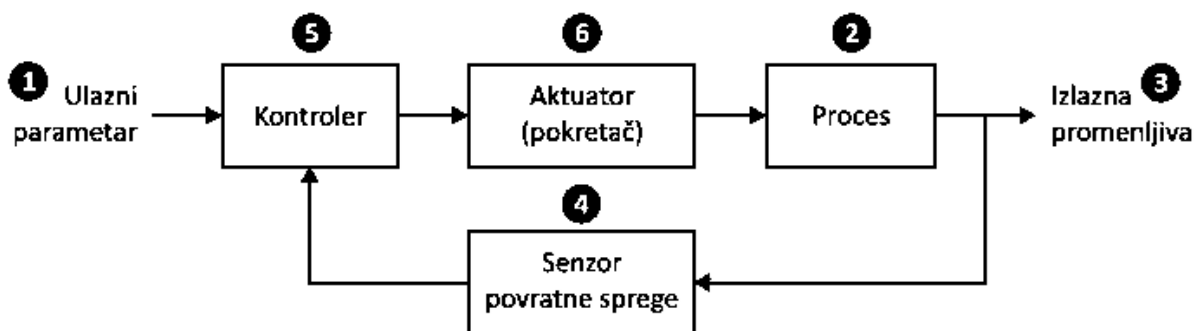 5
6
2
1 Ulazni
parametar
Kontroler
Aktuator
(pokretač)
Proces
Izlazna 3
promenljiva
4
Senzor
povratne sprege